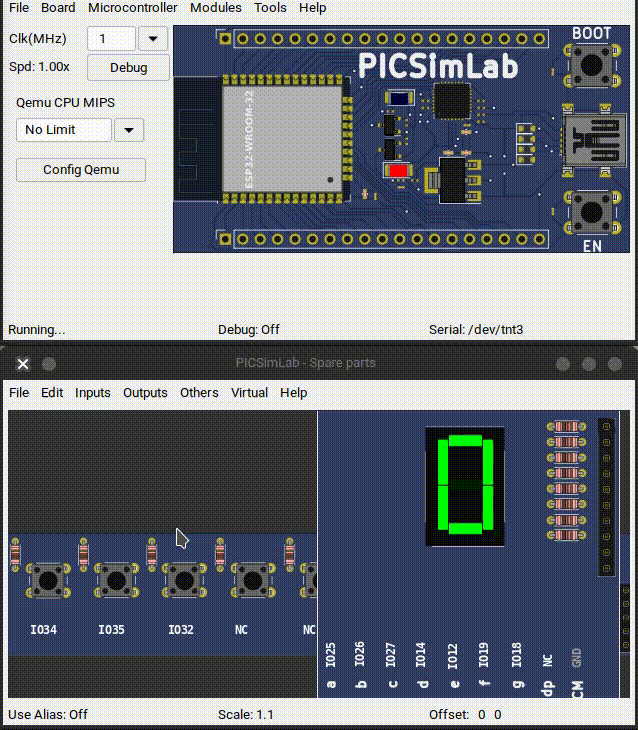 File Board Microcontroller Modules Tools Help
Clk(MHz) 1
Spd: 1.00x Debug
Qemu CPU MIPS
No Limit
Config Qemu
PICSimLab
BOOT
ESP32-WROOM-32
EN
Running... Debug: Off Serial: /dev/tnt3
PICSimLab - Spare parts
File Edit Inputs Outputs Others Virtual Help
0
IO34 IO35 IO32 NC NC
IO25 IO26 IO27 IO14 IO12 IO19 IO18 NC GND
a b c d e f g dp CM
Use Alias: Off Scale: 1.1 Offset: 0 0